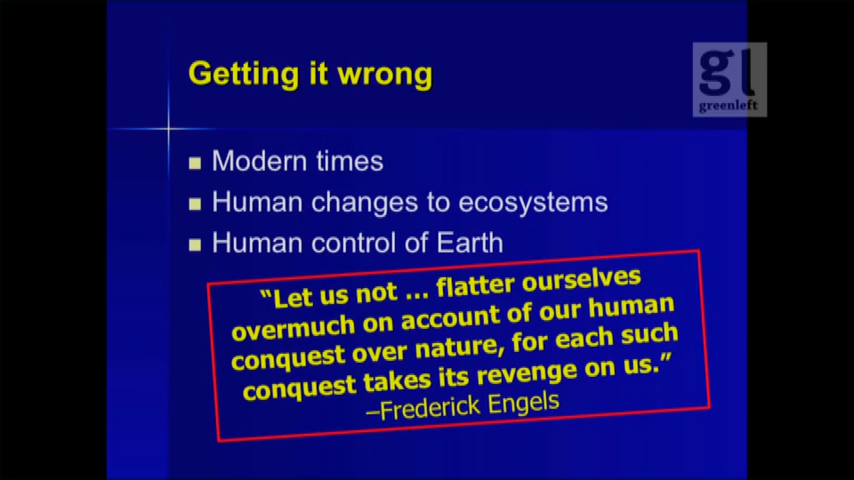 Getting it wrong
gl
greenleft
Modern times
Human changes to ecosystems
Human control of Earth
“Let us not ... flatter ourselves
overmuch on account of our human
conquest over nature, for each such
conquest takes its revenge on us.”
–Frederick Engels